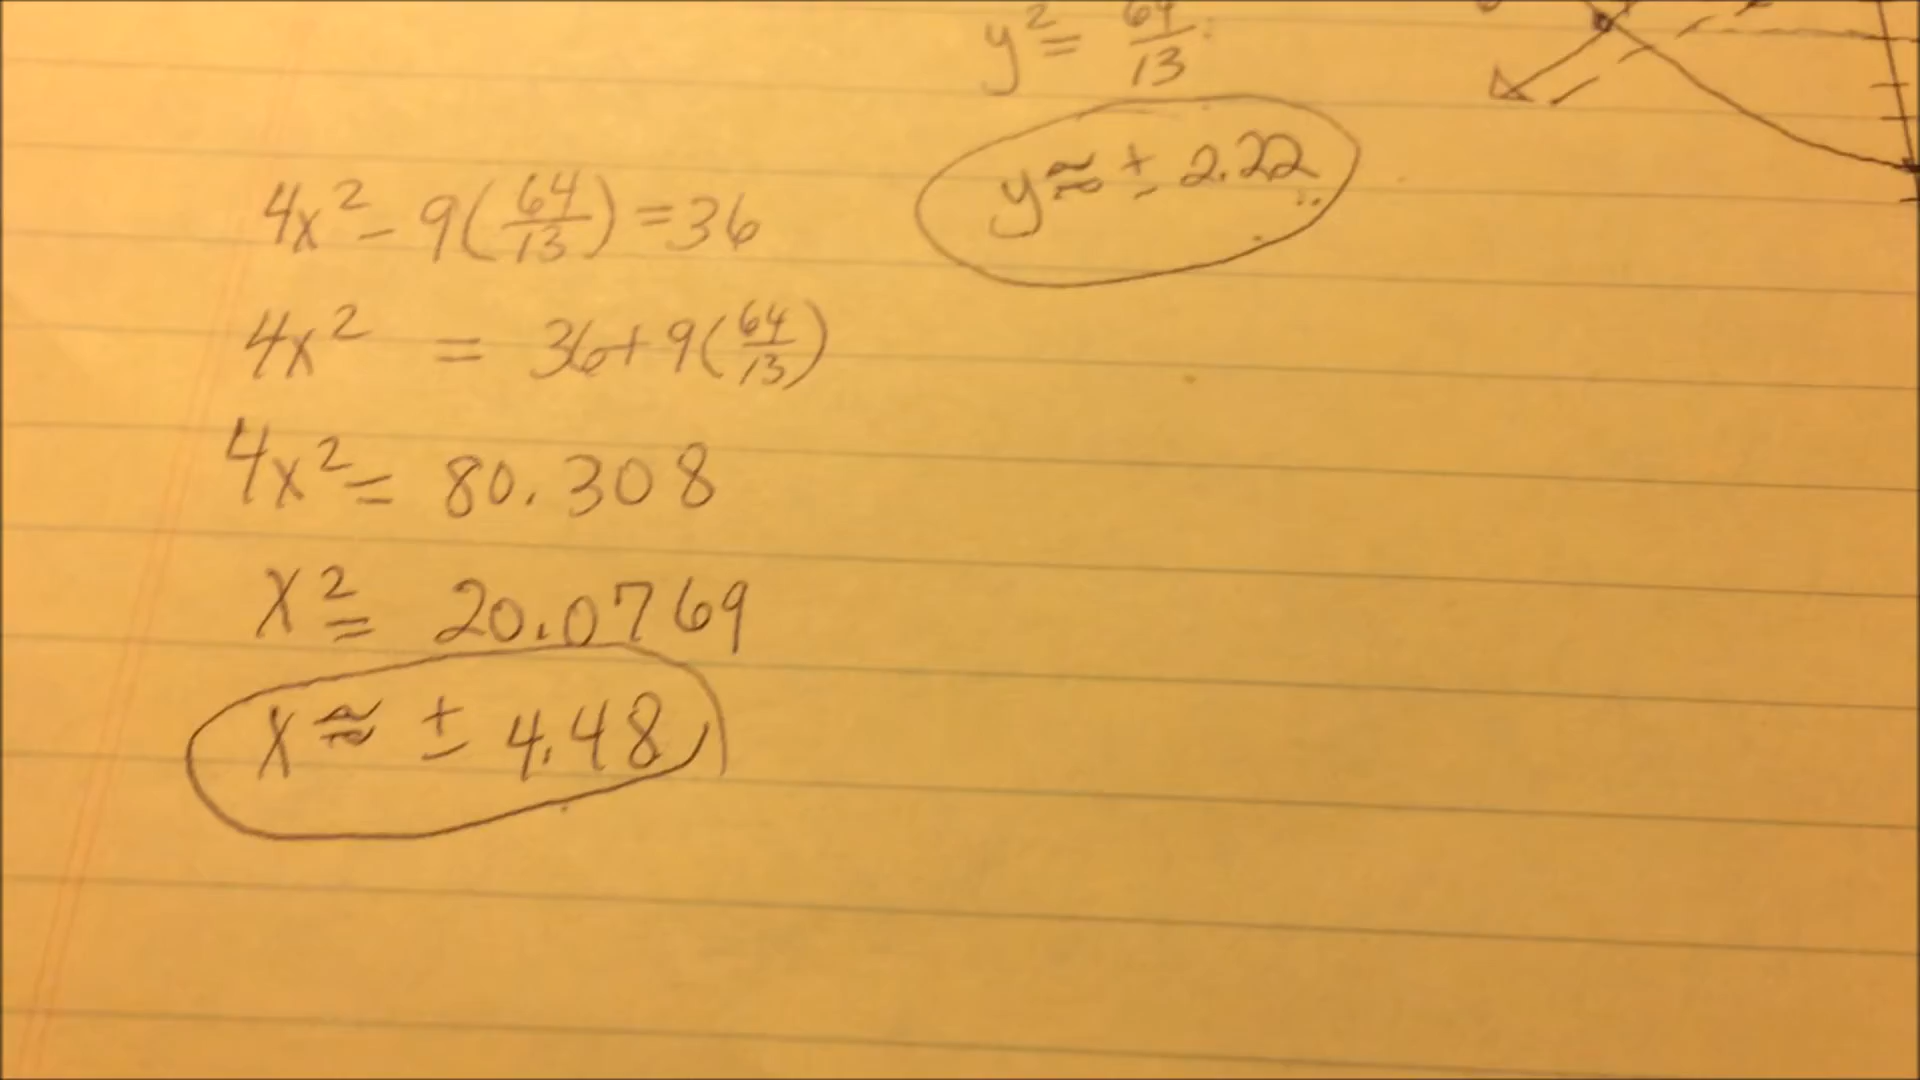 y² = 64/13
y ≈ ± 2.22
4x² - 9(64/13) = 36
4x² = 36 + 9(64/13)
4x² = 80.308
x² = 20.0769
x ≈ ± 4.48